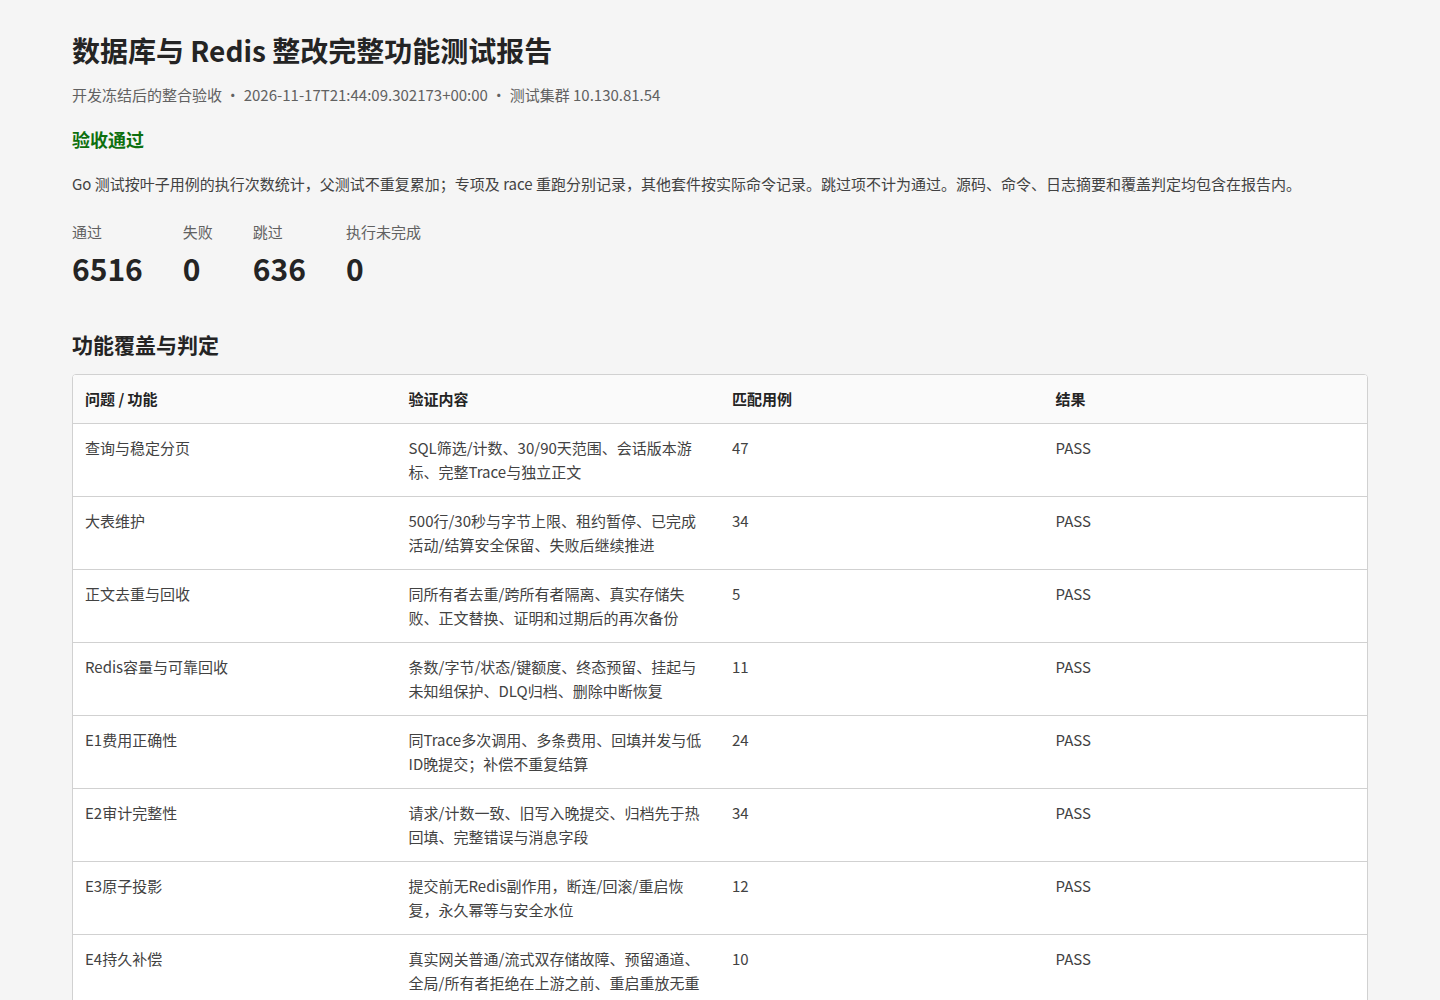 数据库与 Redis 整改完整功能测试报告
开发冻结后的整合验收 · 2026-11-17T21:44:09.302173+00:00 · 测试集群 10.130.81.54
验收通过
Go 测试按叶子用例的执行次数统计，父测试不重复累加；专项及 race 重跑分别记录，其他套件按实际命令记录。跳过项不计为通过。源码、命令、日志摘要和覆盖判定均包含在报告内。
通过 失败 跳过 执行未完成
6516 0 636 0
功能覆盖与判定
问题 / 功能 验证内容 匹配用例 结果
查询与稳定分页 SQL筛选/计数、30/90天范围、会话版本游 47 PASS
标、完整Trace与独立正文
大表维护 500行/30秒与字节上限、租约暂停、已完成 34 PASS
活动/结算安全保留、失败后继续推进
正文去重与回收 同所有者去重/跨所有者隔离、真实存储失 5 PASS
败、正文替换、证明和过期后的再次备份
Redis容量与可靠回收 条数/字节/状态/键额度、终态预留、挂起与 11 PASS
未知组保护、DLQ归档、删除中断恢复
E1费用正确性 同Trace多次调用、多条费用、回填并发与低 24 PASS
ID晚提交；补偿不重复结算
E2审计完整性 请求/计数一致、旧写入晚提交、归档先于热 34 PASS
回填、完整错误与消息字段
E3原子投影 提交前无Redis副作用，断连/回滚/重启恢 12 PASS
复，永久幂等与安全水位
E4持久补偿 真实网关普通/流式双存储故障、预留通道、 10 PASS
全局/所有者拒绝在上游之前、重启重放无重